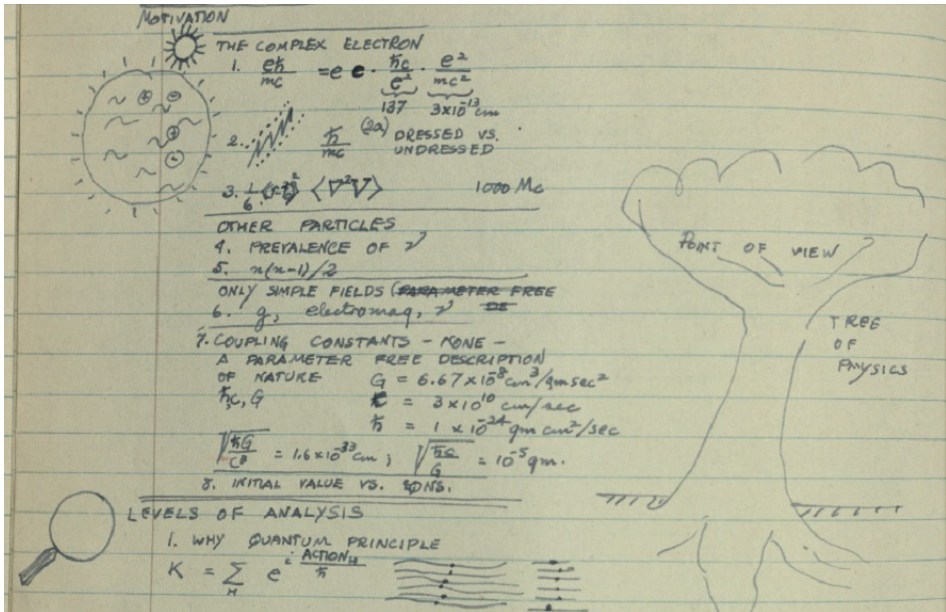 MOTIVATION
THE COMPLEX ELECTRON
1. eħ/mc = e · ħc/e² · e²/mc²
137 3×10⁻¹³ cm
2. ħ/mc (2a) DRESSED VS. UNDRESSED
3. 1/6 ⟨∇²V⟩ 1000 Mc
OTHER PARTICLES
4. PREVALENCE OF ν
5. n(n-1)/2
ONLY SIMPLE FIELDS (PARAMETER FREE
DE
6. g, electromag, ν
7. COUPLING CONSTANTS - NONE -
A PARAMETER FREE DESCRIPTION
OF NATURE G = 6.67×10⁻⁸ cm³/gm sec²
ħ, c, G c = 3×10¹⁰ cm/sec
ħ = 1×10⁻²⁴ gm cm²/sec
√(ħG/c³) = 1.6×10⁻³³ cm; √(ħc/G) = 10⁻⁵ gm.
8. INITIAL VALUE VS. EQNS.
LEVELS OF ANALYSIS
1. WHY QUANTUM PRINCIPLE
K = Σ_H e^(i ACTION_H/ħ)
POINT OF VIEW
TREE
OF
PHYSICS